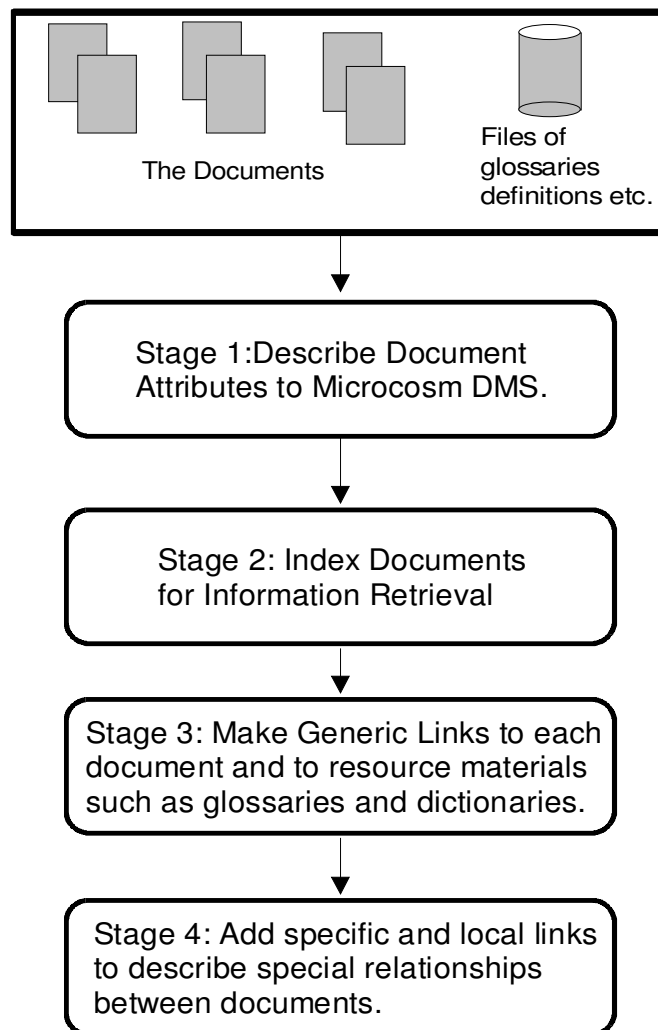 The Documents
Files of
glossaries
definitions etc.
Stage 1:Describe Document
Attributes to Microcosm DMS.
Stage 2: Index Documents
for Information Retrieval
Stage 3: Make Generic Links to each
document and to resource materials
such as glossaries and dictionaries.
Stage 4: Add specific and local links
to describe special relationships
between documents.